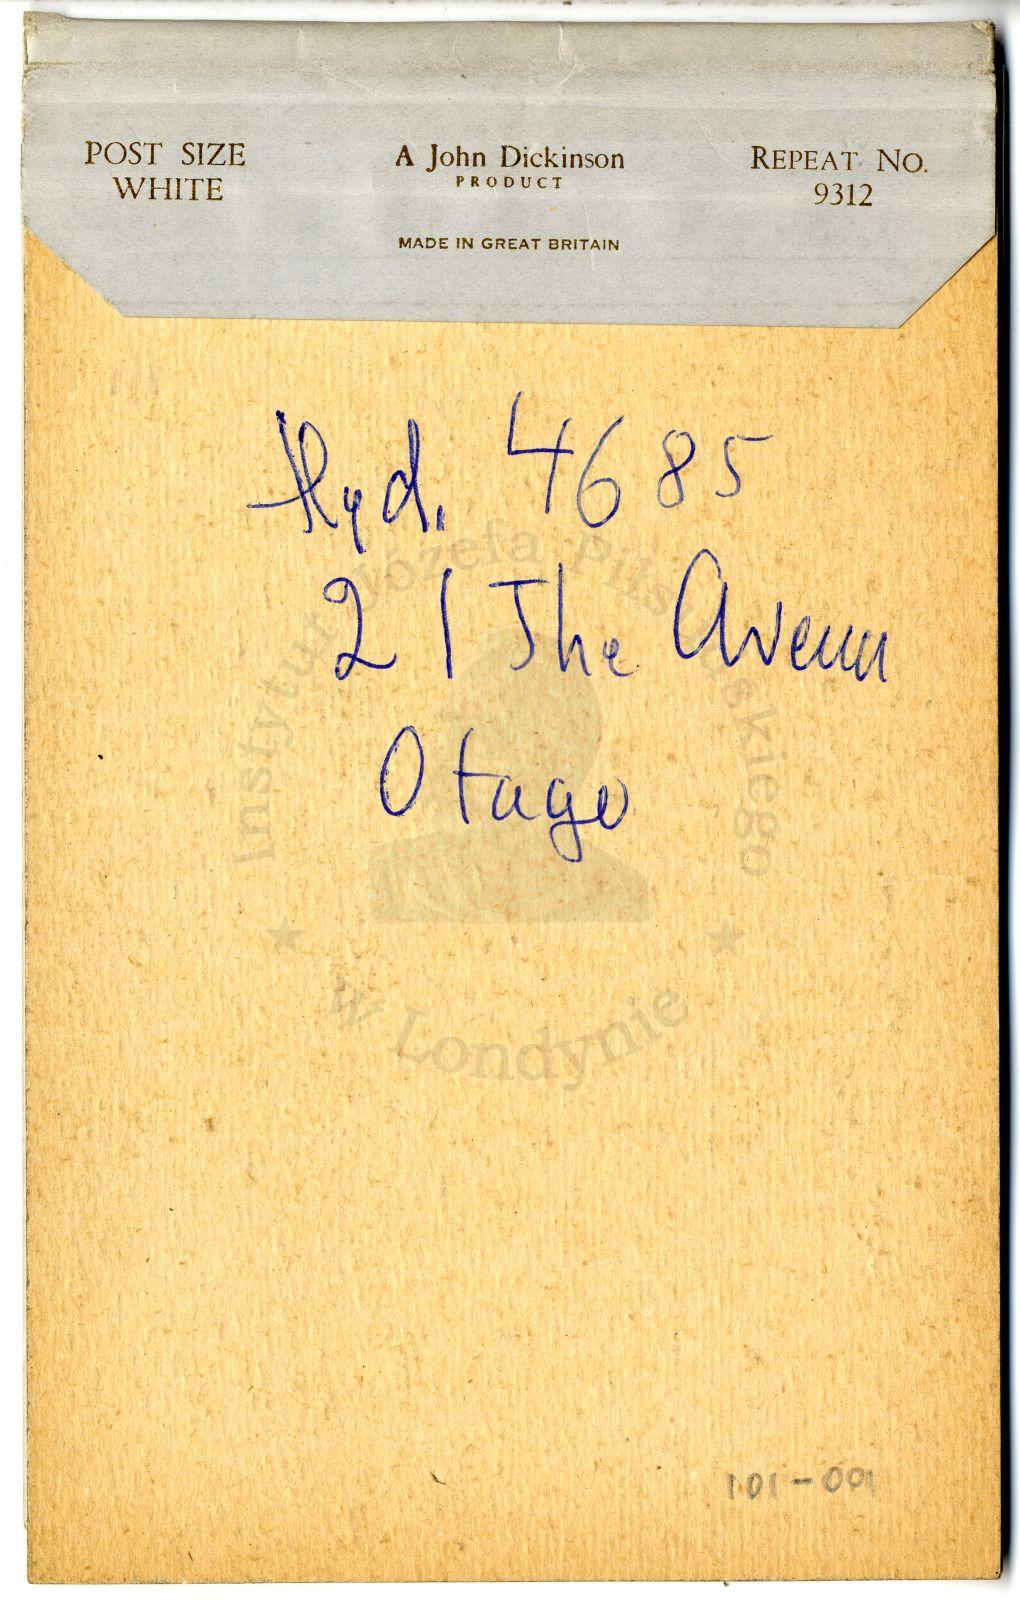 POST SIZE
WHITE
A John Dickinson
PRODUCT
MADE IN GREAT BRITAIN
REPEAT No.
9312
Hyd. 4685
21 The Avenu
Otago
Instytut Józefa Piłsudskiego
w Londynie
101-001